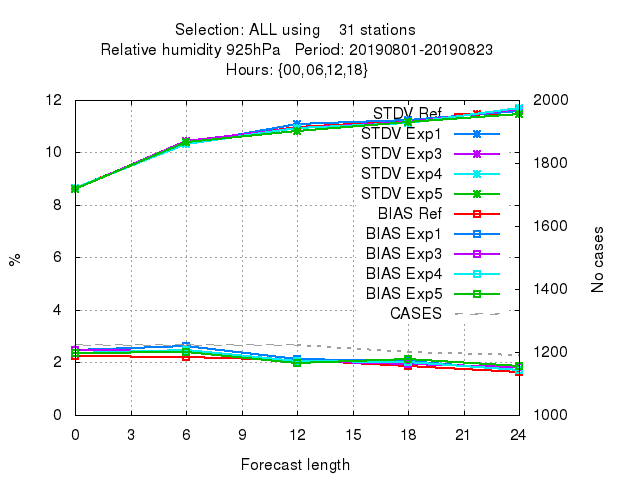 Selection: ALL using    31 stations
Relative humidity 925hPa   Period: 20190801-20190823
Hours: {00,06,12,18}
12
10
8
6
4
2
0
%
2000
1800
1600
1400
1200
1000
No cases
STDV Ref
STDV Exp1
STDV Exp3
STDV Exp4
STDV Exp5
BIAS Ref
BIAS Exp1
BIAS Exp3
BIAS Exp4
BIAS Exp5
CASES
0 3 6 9 12 15 18 21 24
Forecast length